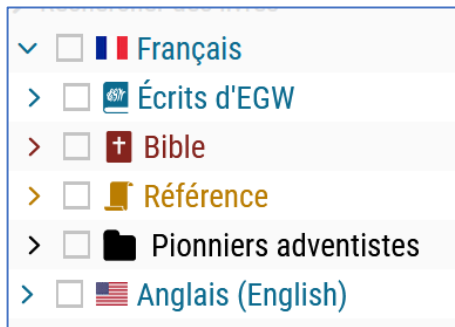 Français
Écrits d'EGW
Bible
Référence
Pionniers adventistes
Anglais (English)